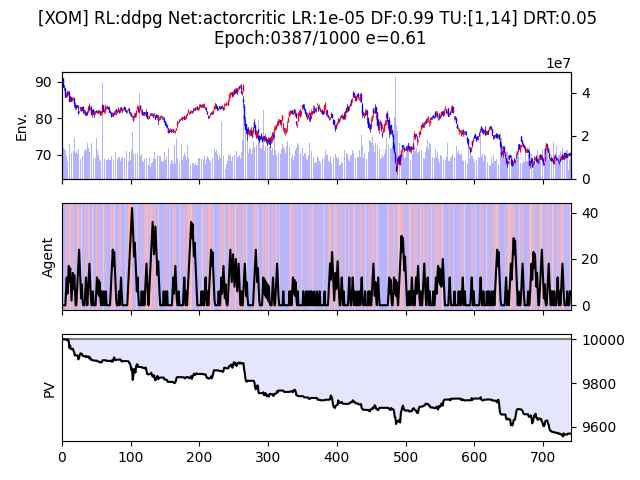 [XOM] RL:ddpg Net:actorcritic LR:1e-05 DF:0.99 TU:[1,14] DRT:0.05
Epoch:0387/1000 e=0.61
1e7
Env.
90
80
70
4
2
0
Agent
40
20
0
PV
10000
9800
9600
0 100 200 300 400 500 600 700